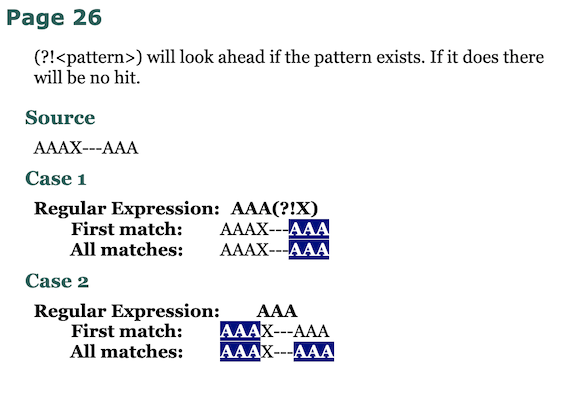 Page 26
(?!<pattern>) will look ahead if the pattern exists. If it does there
will be no hit.
Source
AAAX---AAA
Case 1
Regular Expression: AAA(?!X)
First match: AAAX---AAA
All matches: AAAX---AAA
Case 2
Regular Expression: AAA
First match: AAAX---AAA
All matches: AAAX---AAA